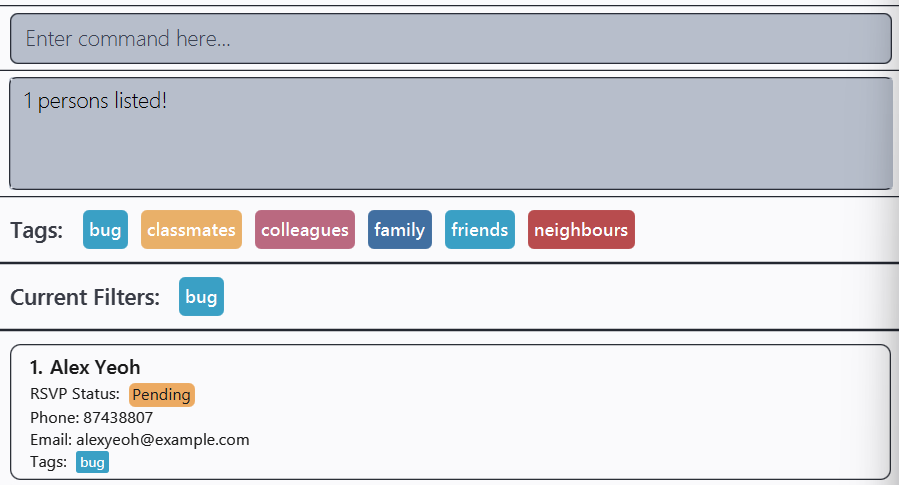 Enter command here...
1 persons listed!
Tags: bug classmates colleagues family friends neighbours
Current Filters: bug
1. Alex Yeoh
RSVP Status: Pending
Phone: 87438807
Email: alexyeoh@example.com
Tags: bug